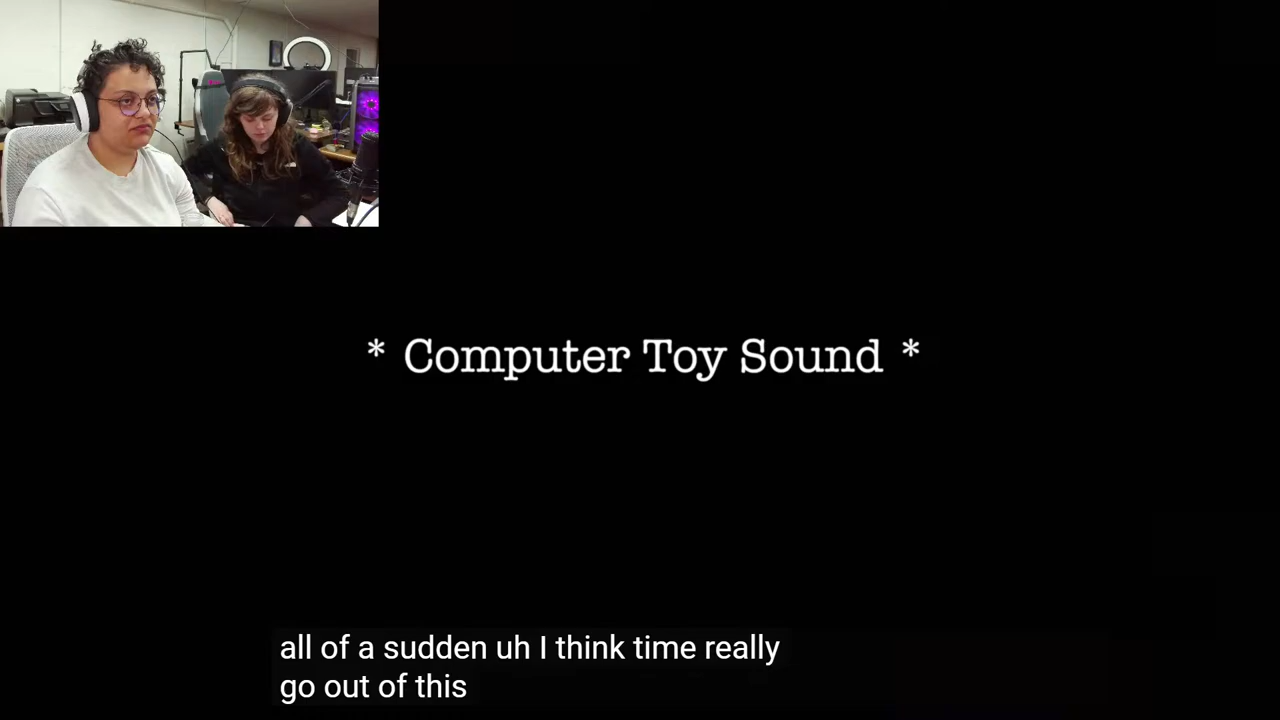 * Computer Toy Sound *
all of a sudden uh I think time really
go out of this